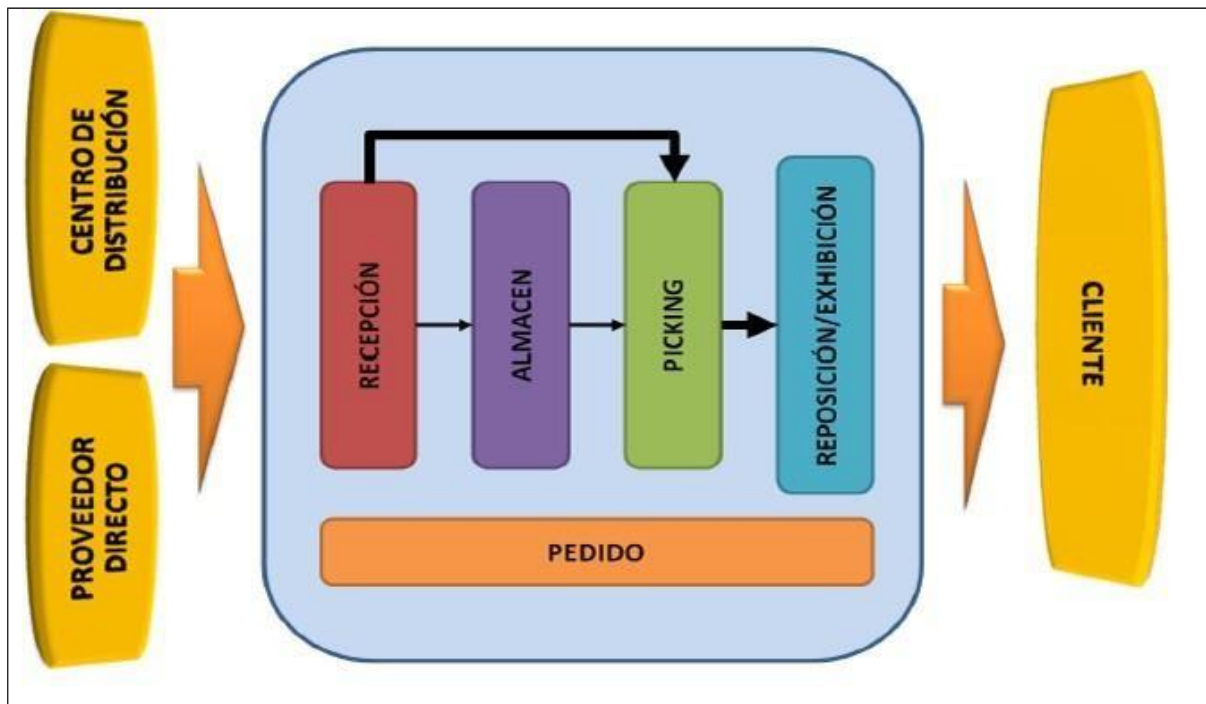 CENTRO DE
DISTRIBUCIÓN
PROVEEDOR
DIRECTO
RECEPCIÓN
ALMACEN
PICKING
REPOSICIÓN/EXHIBICIÓN
PEDIDO
CLIENTE